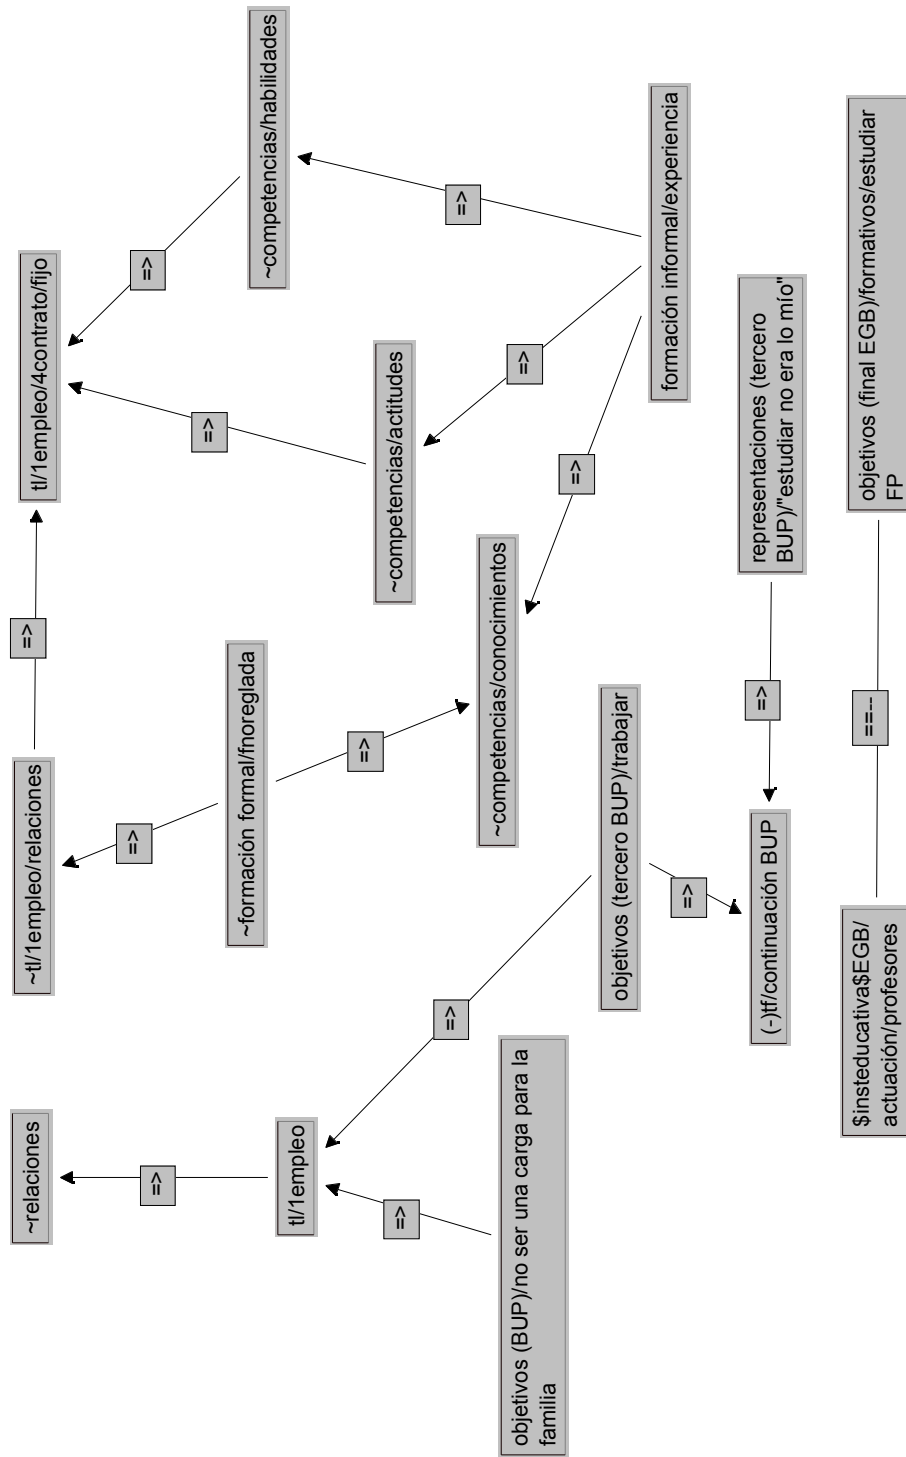 ~relaciones
~tl/1empleo/relaciones
=>
tl/1empleo/4contrato/fijo
=>
=>
=>
=>
~formación formal/fnoreglada
~competencias/habilidades
tl/1empleo
=>
~competencias/actitudes
=>
=>
=>
~competencias/conocimientos
=>
objetivos (BUP)/no ser una carga para la
familia
=>
objetivos (tercero BUP)/trabajar
formación informal/experiencia
=>
(-)tf/continuación BUP
=>
representaciones (tercero
BUP)/"estudiar no era lo mío"
$insteducativa$EGB/
actuación/profesores
==--
objetivos (final EGB)/formativos/estudiar
FP